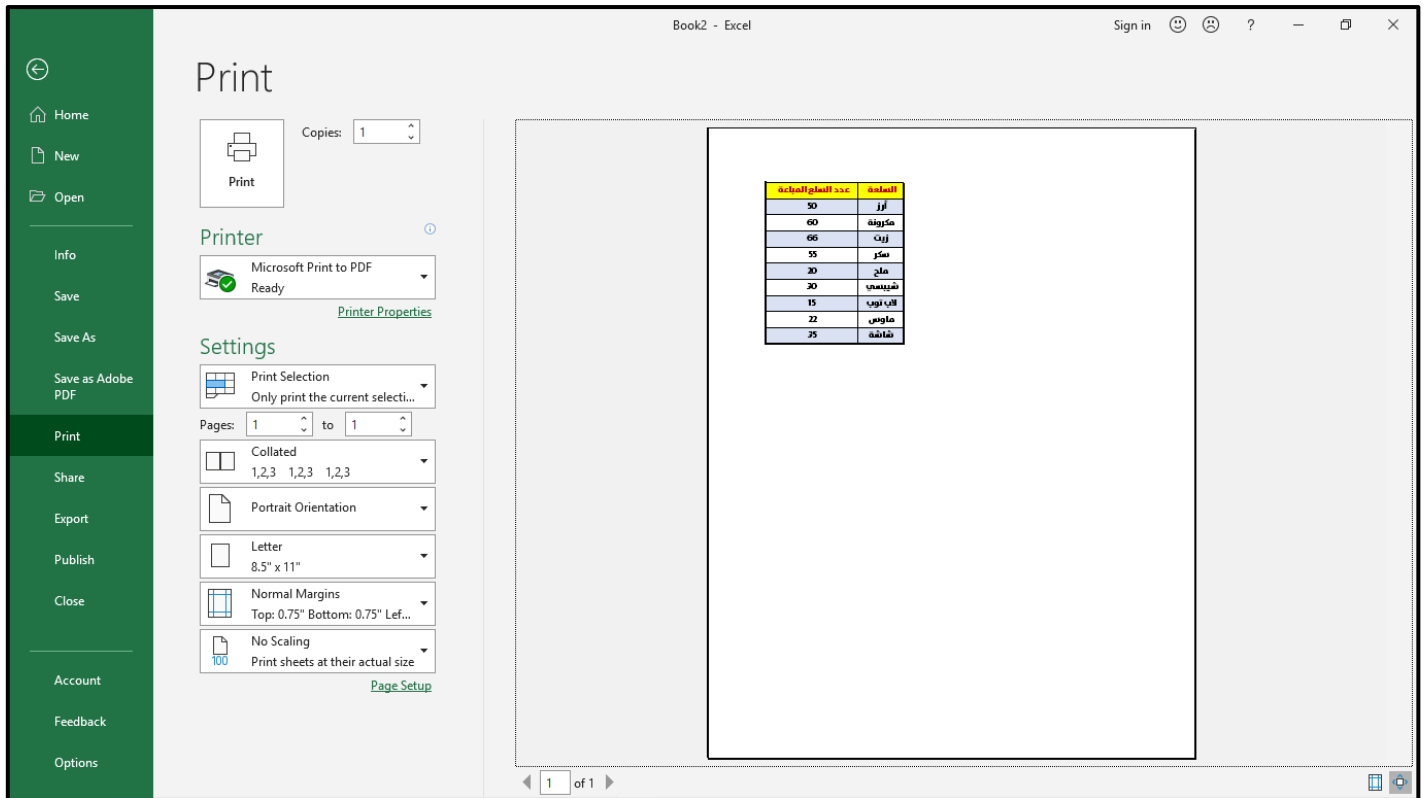 Book2 - Excel
Sign in
?
Home
New
Open
Info
Save
Save As
Save as Adobe
PDF
Print
Share
Export
Publish
Close
Account
Feedback
Options
Print
Print
Copies: 1
Printer
Microsoft Print to PDF
Ready
Printer Properties
Settings
Print Selection
Only print the current selecti...
Pages: 1 to 1
Collated
1,2,3 1,2,3 1,2,3
Portrait Orientation
Letter
8.5" x 11"
Normal Margins
Top: 0.75" Bottom: 0.75" Lef...
No Scaling
100
Print sheets at their actual size
Page Setup
السلعة عدد السلع المباعة
أرز 50
مكرونة 60
زيت 66
سكر 55
ملح 20
شيبسي 30
لاب توب 15
ماوس 22
شاشة 35
1 of 1